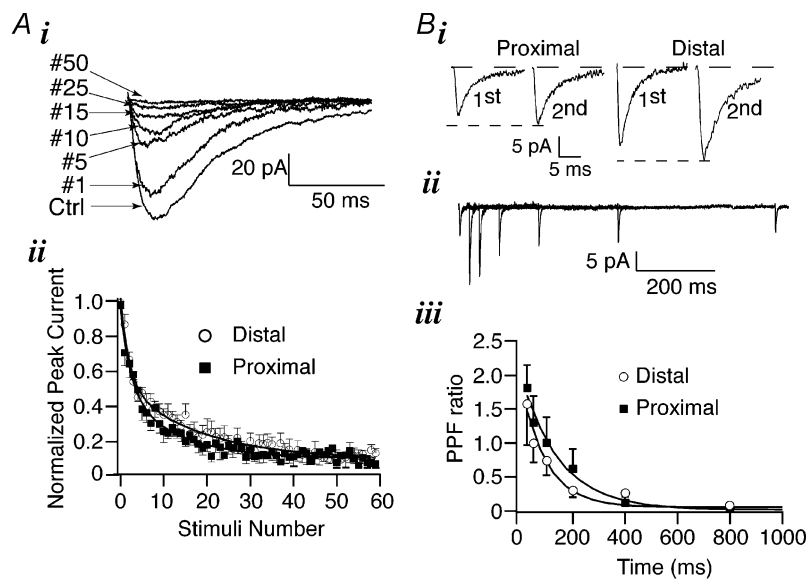 A i
#50
#25
#15
#10
#5
#1
Ctrl
20 pA
50 ms
ii
Normalized Peak Current
1.0
0.8
0.6
0.4
0.2
0
Distal
Proximal
0 10 20 30 40 50 60
Stimuli Number
B i
Proximal Distal
1st 2nd 1st 2nd
5 pA
5 ms
ii
5 pA
200 ms
iii
PPF ratio
2.5
2.0
1.5
1.0
0.5
0
Distal
Proximal
0 200 400 600 800 1000
Time (ms)